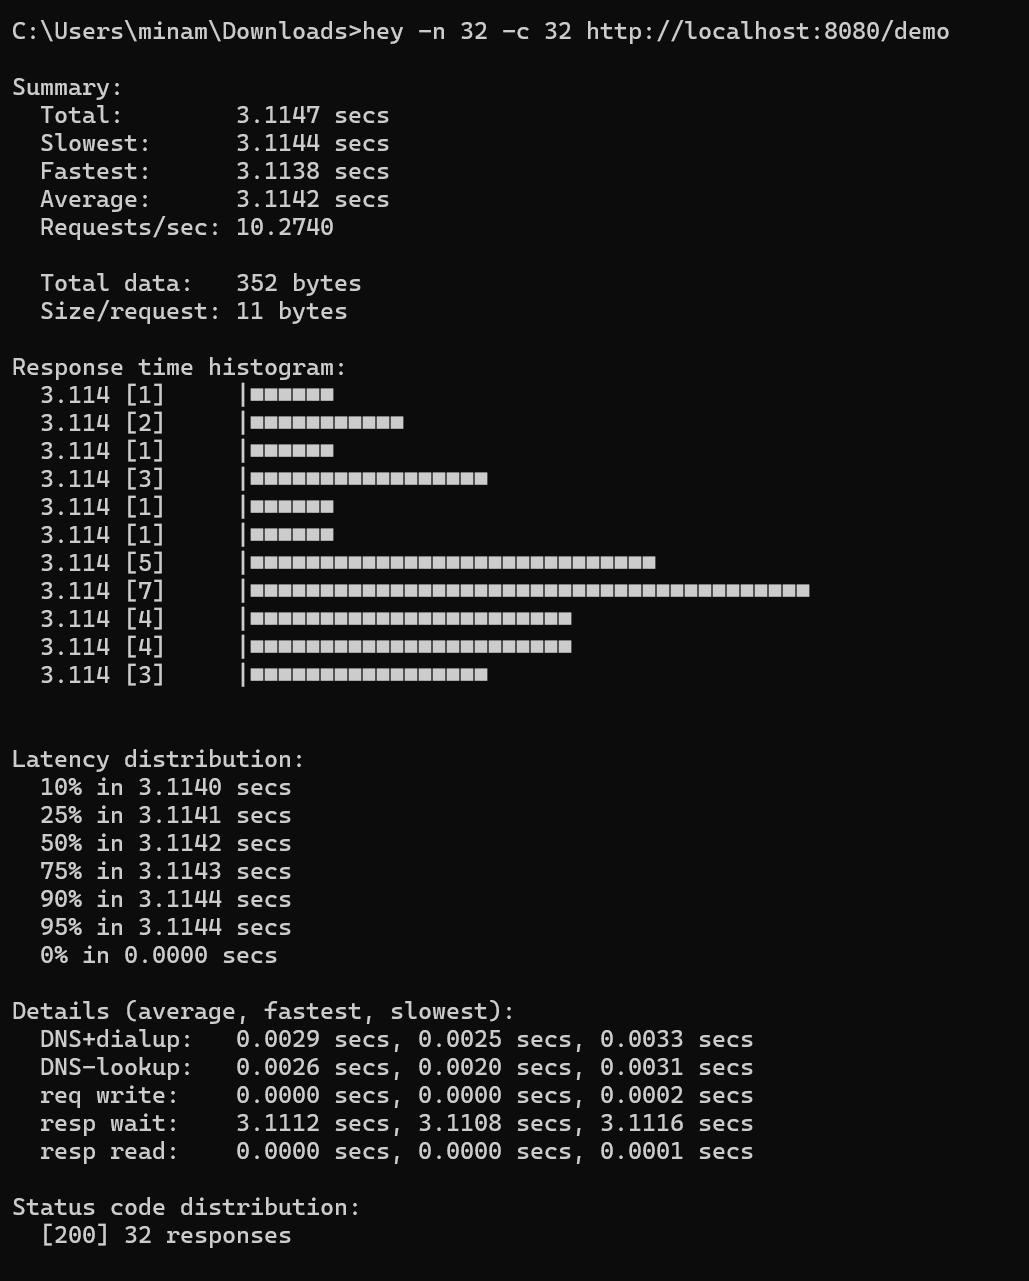 C:\Users\minam\Downloads>hey -n 32 -c 32 http://localhost:8080/demo

Summary:
  Total:        3.1147 secs
  Slowest:      3.1144 secs
  Fastest:      3.1138 secs
  Average:      3.1142 secs
  Requests/sec: 10.2740

  Total data:   352 bytes
  Size/request: 11 bytes

Response time histogram:
  3.114 [1]     |■■■■■■
  3.114 [2]     |■■■■■■■■■■■
  3.114 [1]     |■■■■■■
  3.114 [3]     |■■■■■■■■■■■■■■■■■
  3.114 [1]     |■■■■■■
  3.114 [1]     |■■■■■■
  3.114 [5]     |■■■■■■■■■■■■■■■■■■■■■■■■■■■■■
  3.114 [7]     |■■■■■■■■■■■■■■■■■■■■■■■■■■■■■■■■■■■■■■■■
  3.114 [4]     |■■■■■■■■■■■■■■■■■■■■■■■
  3.114 [4]     |■■■■■■■■■■■■■■■■■■■■■■■
  3.114 [3]     |■■■■■■■■■■■■■■■■■

Latency distribution:
  10% in 3.1140 secs
  25% in 3.1141 secs
  50% in 3.1142 secs
  75% in 3.1143 secs
  90% in 3.1144 secs
  95% in 3.1144 secs
  0% in 0.0000 secs

Details (average, fastest, slowest):
  DNS+dialup:   0.0029 secs, 0.0025 secs, 0.0033 secs
  DNS-lookup:   0.0026 secs, 0.0020 secs, 0.0031 secs
  req write:    0.0000 secs, 0.0000 secs, 0.0002 secs
  resp wait:    3.1112 secs, 3.1108 secs, 3.1116 secs
  resp read:    0.0000 secs, 0.0000 secs, 0.0001 secs

Status code distribution:
  [200] 32 responses